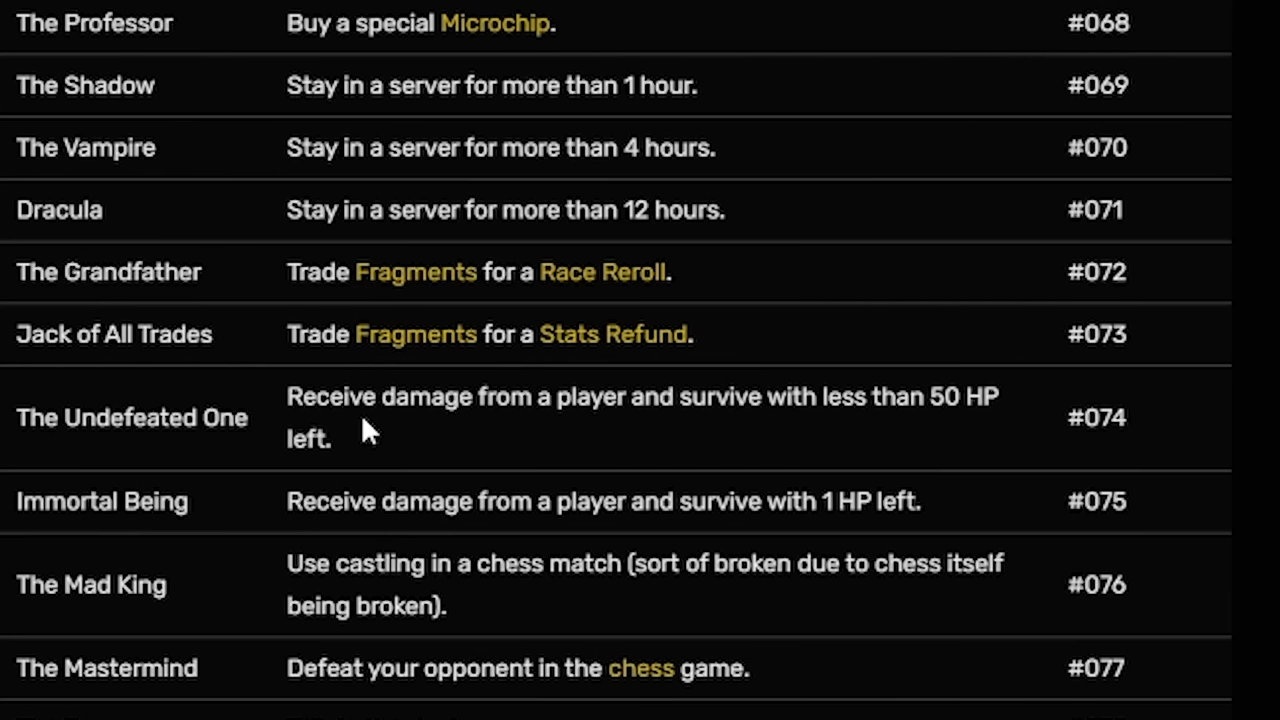 The Professor Buy a special Microchip. #068
The Shadow Stay in a server for more than 1 hour. #069
The Vampire Stay in a server for more than 4 hours. #070
Dracula Stay in a server for more than 12 hours. #071
The Grandfather Trade Fragments for a Race Reroll. #072
Jack of All Trades Trade Fragments for a Stats Refund. #073
The Undefeated One Receive damage from a player and survive with less than 50 HP
left. #074
Immortal Being Receive damage from a player and survive with 1 HP left. #075
The Mad King Use castling in a chess match (sort of broken due to chess itself
being broken). #076
The Mastermind Defeat your opponent in the chess game. #077